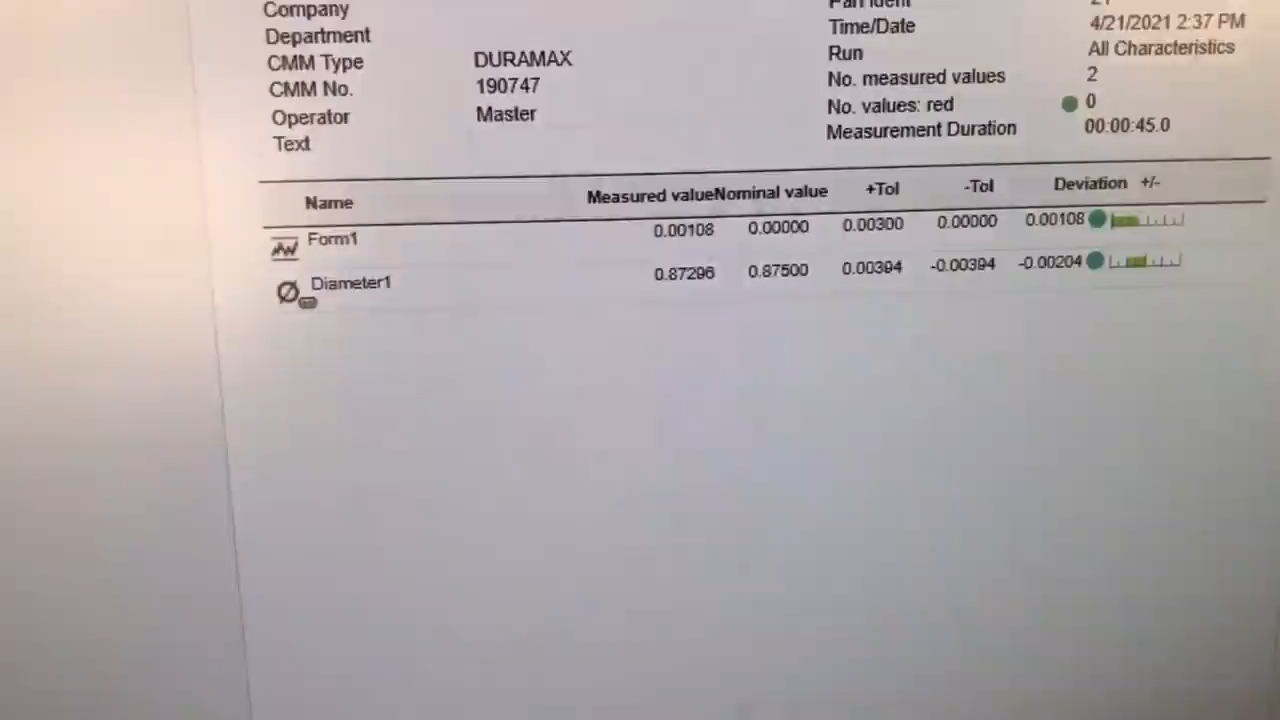 Company
Department
CMM Type DURAMAX
CMM No. 190747
Operator Master
Text
Time/Date 4/21/2021 2:37 PM
Run All Characteristics
No. measured values 2
No. values: red 0
Measurement Duration 00:00:45.0
Name Measured value Nominal value +Tol -Tol Deviation +/-
Form1 0.00108 0.00000 0.00300 0.00000 0.00108
Diameter1 0.87296 0.87500 0.00394 -0.00394 -0.00204